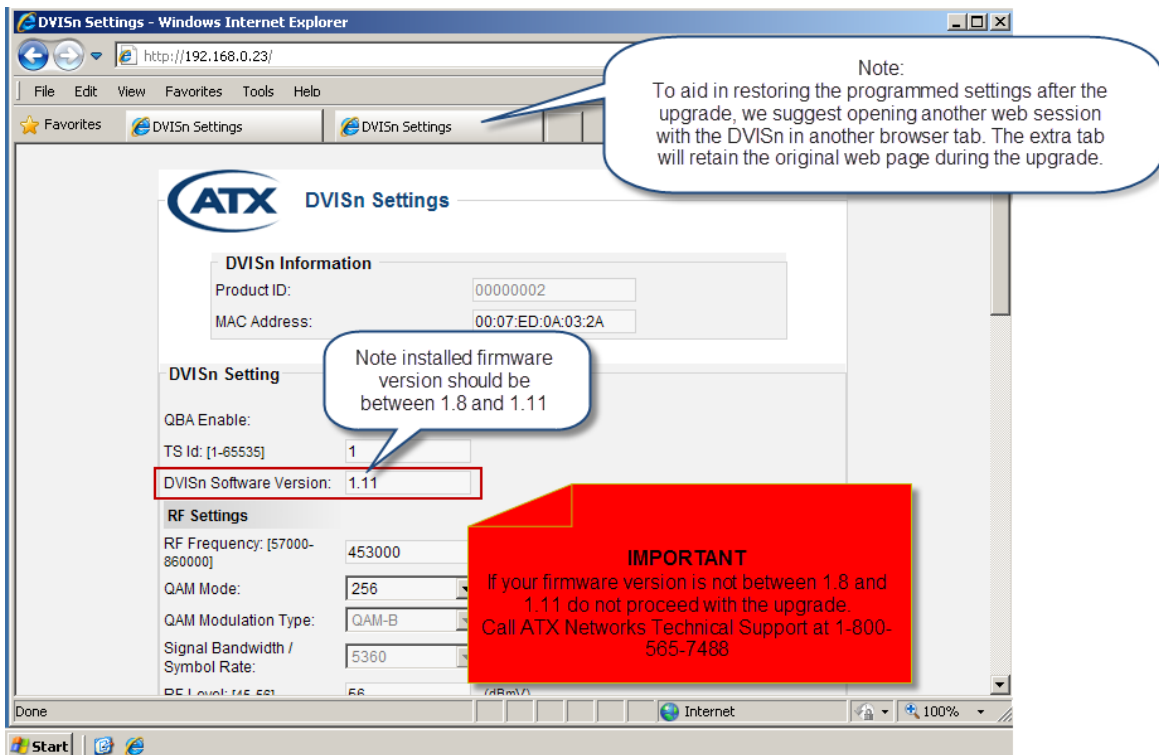 DVISn Settings - Windows Internet Explorer
http://192.168.0.23/
File Edit View Favorites Tools Help
Favorites DVISn Settings DVISn Settings
Note:
To aid in restoring the programmed settings after the
upgrade, we suggest opening another web session
with the DVISn in another browser tab. The extra tab
will retain the original web page during the upgrade.
ATX DVISn Settings
DVISn Information
Product ID: 00000002
MAC Address: 00:07:ED:0A:03:2A
Note installed firmware
version should be
between 1.8 and 1.11
DVISn Setting
QBA Enable:
TS Id: [1-65535] 1
DVISn Software Version: 1.11
RF Settings
RF Frequency: [57000-
860000] 453000
QAM Mode: 256
QAM Modulation Type: QAM-B
Signal Bandwidth /
Symbol Rate: 5360
RF Level: [45-56] 56 (dBmV)
IMPORTANT
If your firmware version is not between 1.8 and
1.11 do not proceed with the upgrade.
Call ATX Networks Technical Support at 1-800-
565-7488
Done Internet 100%
Start